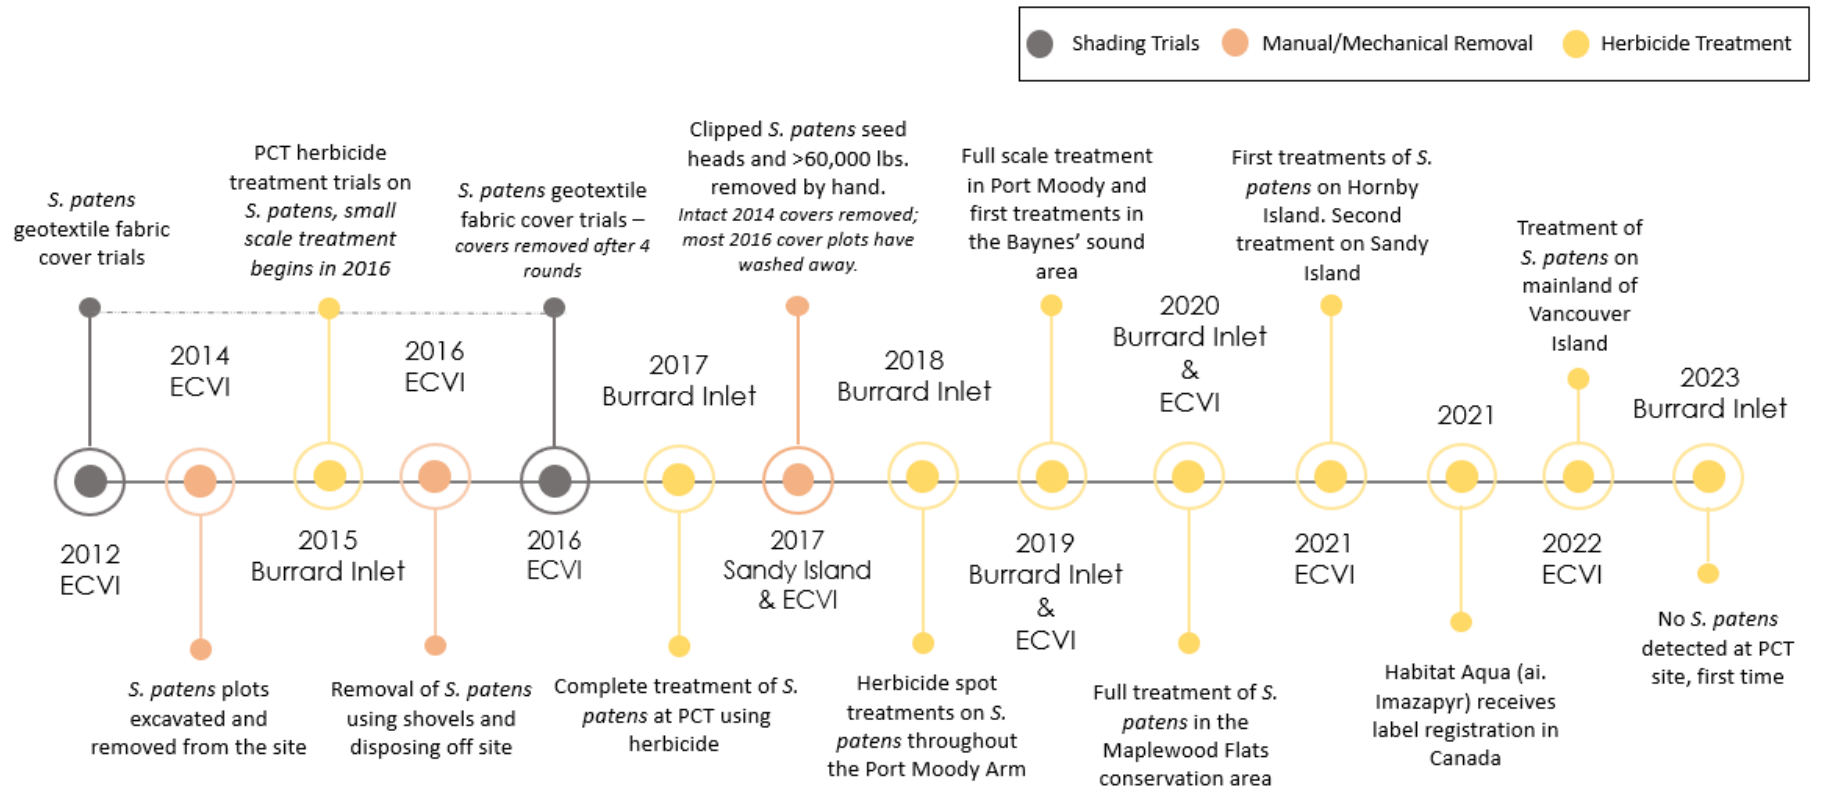 Shading Trials
Manual/Mechanical Removal
Herbicide Treatment
S. patens
geotextile fabric
cover trials
2012
ECVI
2014
ECVI
S. patens plots
excavated and
removed from the site
PCT herbicide
treatment trials on
S. patens, small
scale treatment
begins in 2016
2015
Burrard Inlet
2016
ECVI
Removal of S. patens
using shovels and
disposing off site
S. patens geotextile
fabric cover trials –
covers removed after 4
rounds
2016
ECVI
2017
Burrard Inlet
Complete treatment of S.
patens at PCT using
herbicide
Clipped S. patens seed
heads and >60,000 lbs.
removed by hand.
Intact 2014 covers removed;
most 2016 cover plots have
washed away.
2017
Sandy Island
& ECVI
2018
Burrard Inlet
Herbicide spot
treatments on S.
patens throughout
the Port Moody Arm
Full scale treatment
in Port Moody and
first treatments in
the Baynes' sound
area
2019
Burrard Inlet
&
ECVI
2020
Burrard Inlet
&
ECVI
Full treatment of S.
patens in the
Maplewood Flats
conservation area
First treatments of S.
patens on Hornby
Island. Second
treatment on Sandy
Island
2021
ECVI
2021
Habitat Aqua (ai.
Imazapyr) receives
label registration in
Canada
Treatment of
S. patens on
mainland of
Vancouver
Island
2022
ECVI
2023
Burrard Inlet
No S. patens
detected at PCT
site, first time